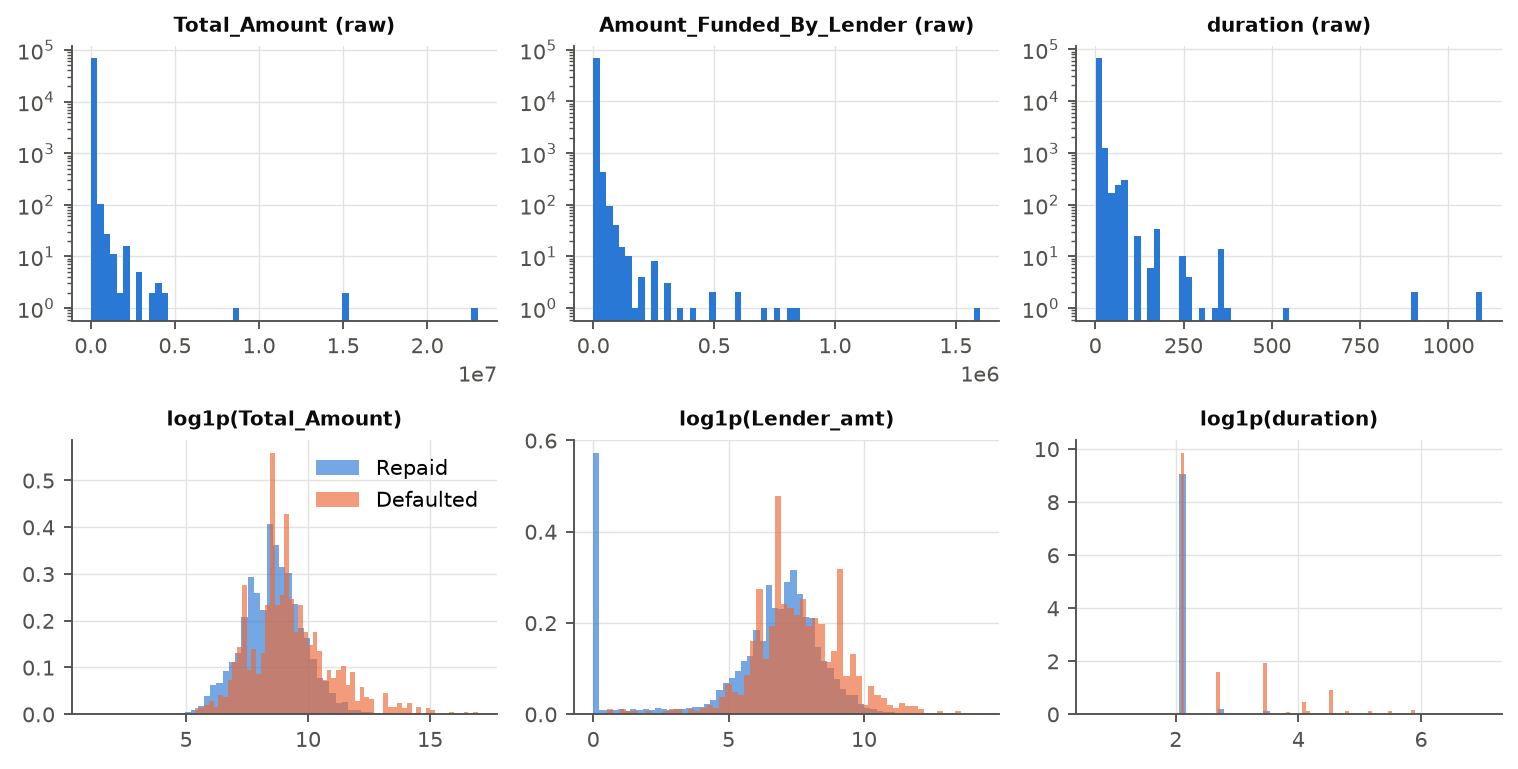 Total_Amount (raw)
10^5
10^4
10^3
10^2
10^1
10^0
0.0 0.5 1.0 1.5 2.0
1e7
Amount_Funded_By_Lender (raw)
10^5
10^4
10^3
10^2
10^1
10^0
0.0 0.5 1.0 1.5
1e6
duration (raw)
10^5
10^4
10^3
10^2
10^1
10^0
0 250 500 750 1000
log1p(Total_Amount)
Repaid
Defaulted
0.5
0.4
0.3
0.2
0.1
0.0
5 10 15
log1p(Lender_amt)
0.6
0.4
0.2
0.0
0 5 10
log1p(duration)
10
8
6
4
2
0
2 4 6